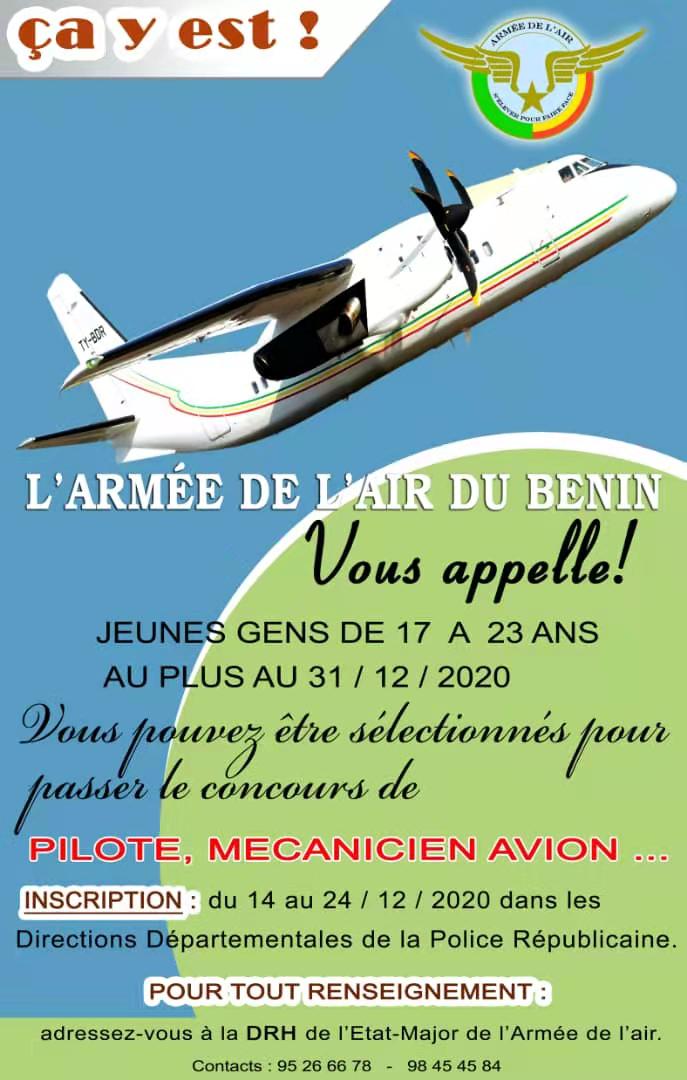 ça y est !
ARMÉE DE L'AIR
S'ELEVER POUR FAIRE FACE
TY-BDR
L'ARMÉE DE L'AIR DU BENIN
Vous appelle!
JEUNES GENS DE 17 A 23 ANS
AU PLUS AU 31 / 12 / 2020
Vous pouvez être sélectionnés pour
passer le concours de
PILOTE, MECANICIEN AVION ...
INSCRIPTION : du 14 au 24 / 12 / 2020 dans les
Directions Départementales de la Police Républicaine.
POUR TOUT RENSEIGNEMENT :
adressez-vous à la DRH de l'Etat-Major de l'Armée de l'air.
Contacts : 95 26 66 78 - 98 45 45 84